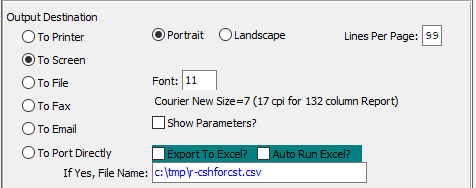 Output Destination
To Printer
Portrait
Landscape
Lines Per Page: 99
To Screen
To File
Font: 11
To Fax
Courier New Size=7 (17 cpi for 132 column Report)
To Email
Show Parameters?
To Port Directly
Export To Excel?
Auto Run Excel?
If Yes, File Name: c:\tmp\r-cshforcst.csv